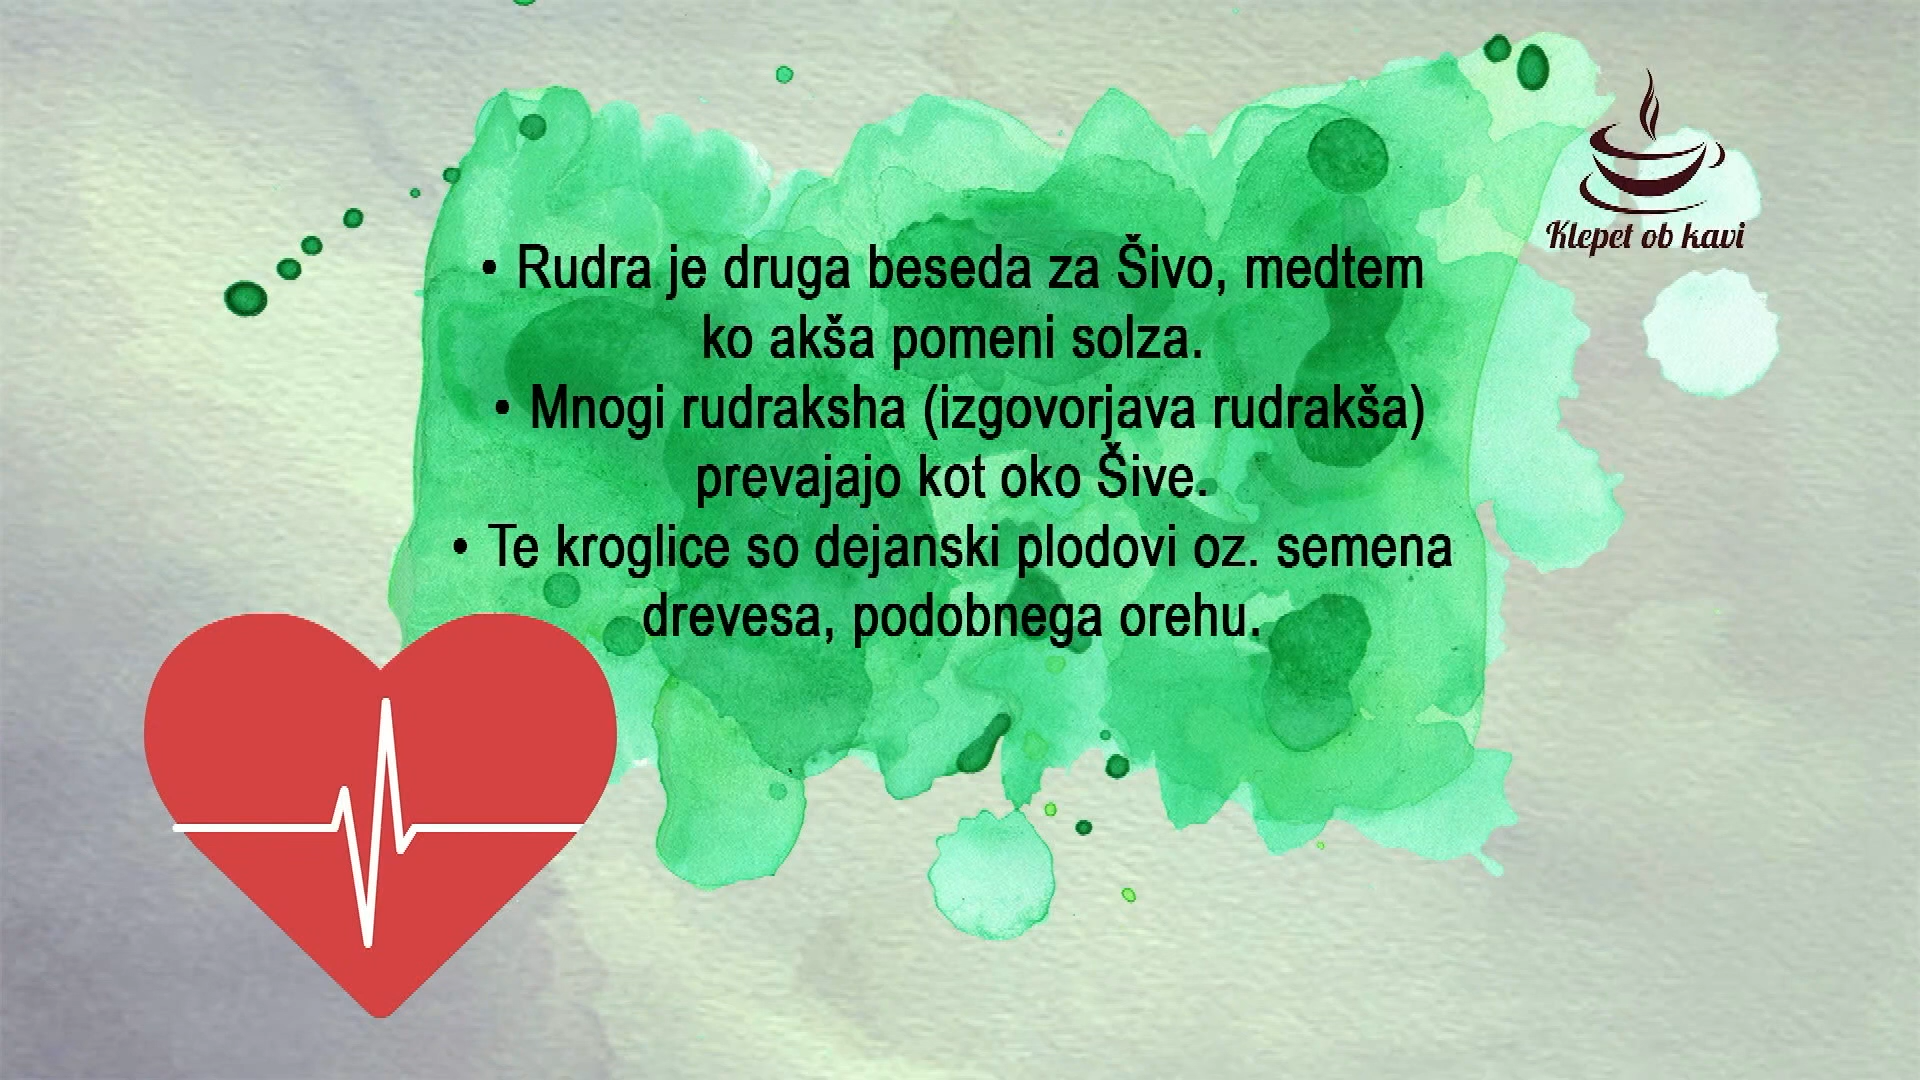 Klepet ob kavi
• Rudra je druga beseda za Šivo, medtem
ko akša pomeni solza.
• Mnogi rudraksha (izgovorjava rudrakša)
prevajajo kot oko Šive.
• Te kroglice so dejanski plodovi oz. semena
drevesa, podobnega orehu.